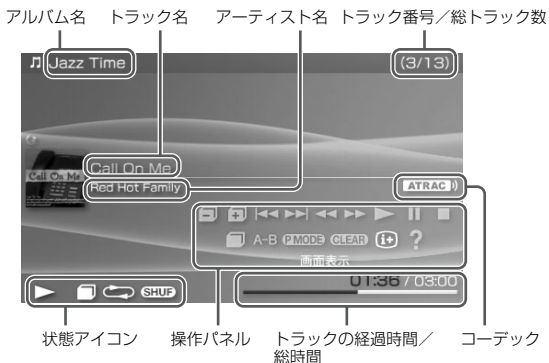 アルバム名 トラック名 アーティスト名 トラック番号／総トラック数
Jazz Time (3/13)
Call On Me
Call On Me
Red Hot Family
ATRAC
A-B P.MODE CLEAR i+ ?
画面表示
01:36 / 03:00
SHUF
状態アイコン 操作パネル トラックの経過時間／ コーデック
総時間